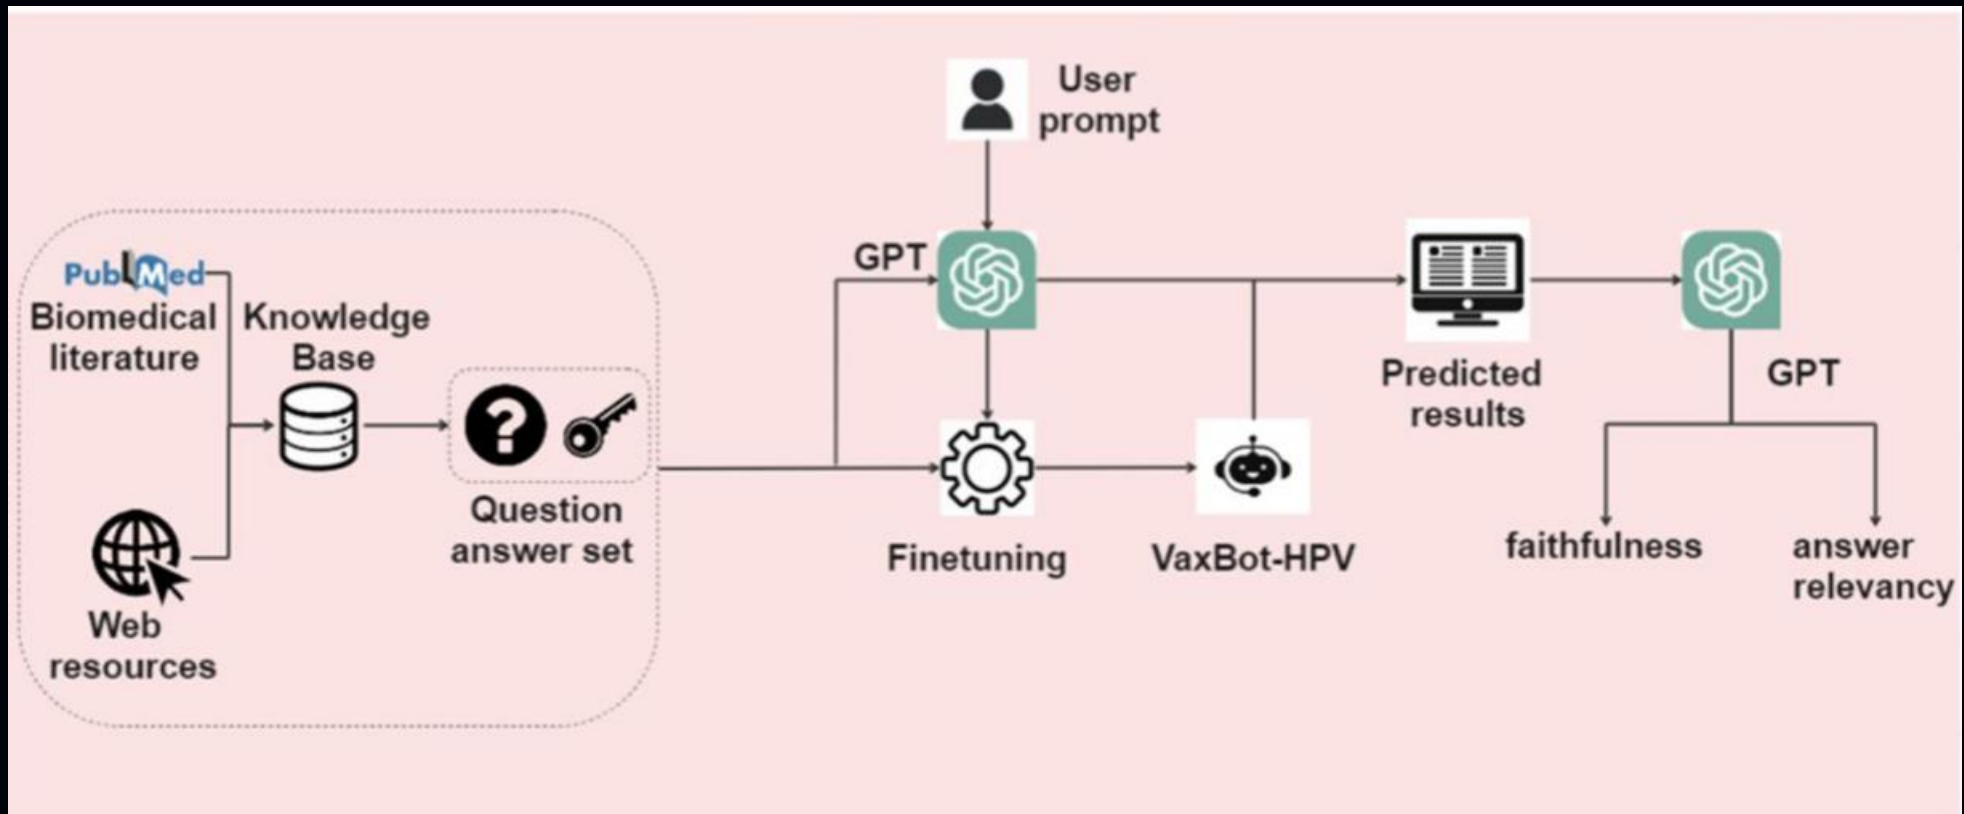 PubMed
Biomedical
literature
Knowledge
Base
Question
answer set
Web
resources
User
prompt
GPT
Finetuning
VaxBot-HPV
Predicted
results
GPT
faithfulness
answer
relevancy